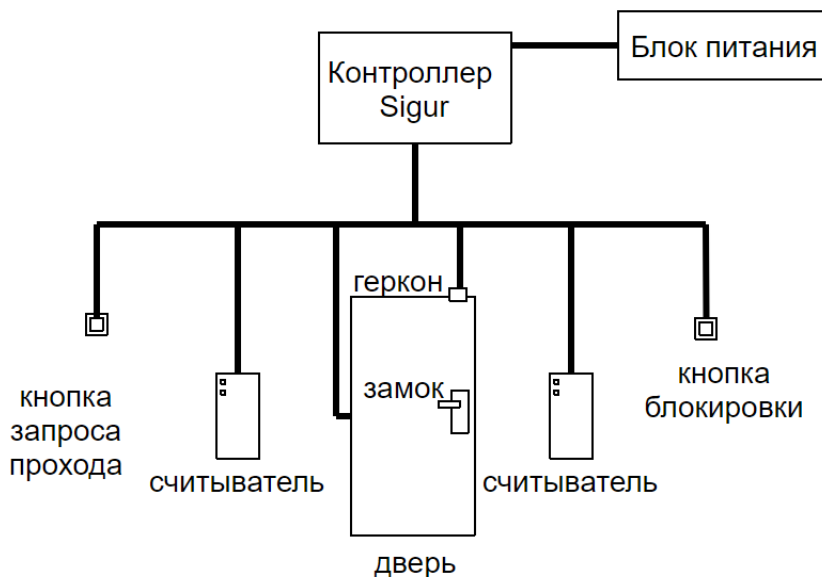 Блок питания
Контроллер
Sigur
геркон
замок
кнопка
запроса
прохода
считыватель
считыватель
кнопка
блокировки
дверь